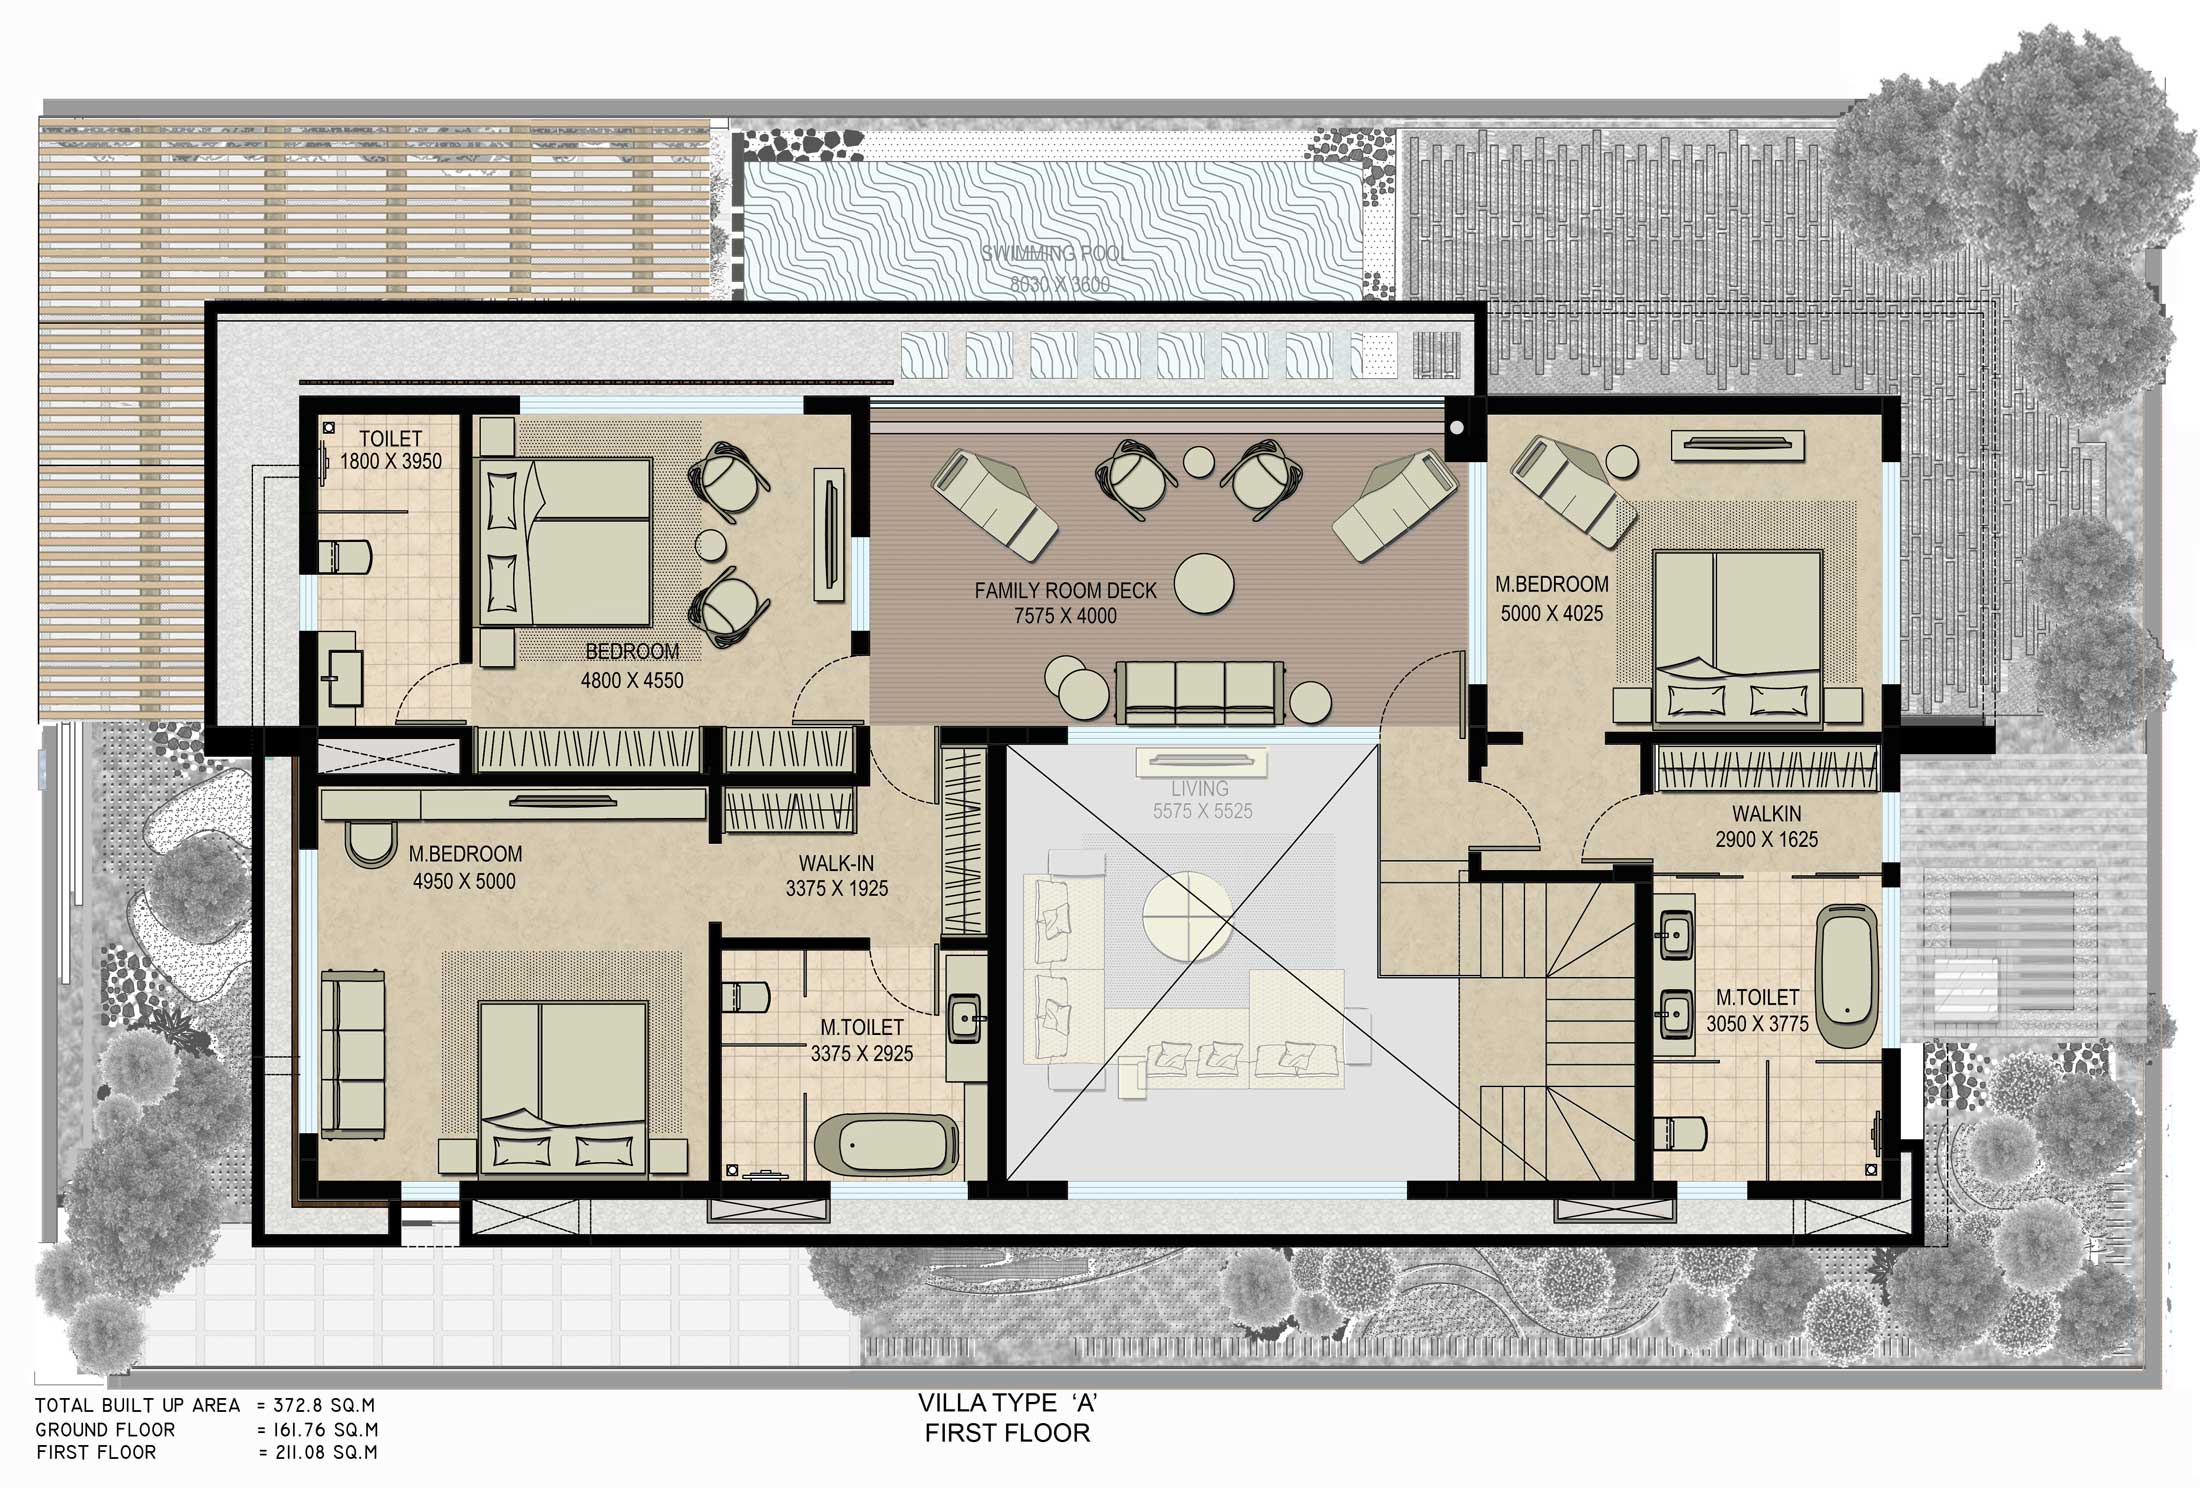 SWIMMING POOL
8030 X 3600
TOILET
1800 X 3950
BEDROOM
4800 X 4550
FAMILY ROOM DECK
7575 X 4000
M.BEDROOM
5000 X 4025
LIVING
5575 X 5525
WALKIN
2900 X 1625
M.BEDROOM
4950 X 5000
WALK-IN
3375 X 1925
M.TOILET
3375 X 2925
M.TOILET
3050 X 3775
TOTAL BUILT UP AREA = 372.8 SQ.M
GROUND FLOOR = 161.76 SQ.M
FIRST FLOOR = 211.08 SQ.M
VILLA TYPE ‘A’
FIRST FLOOR